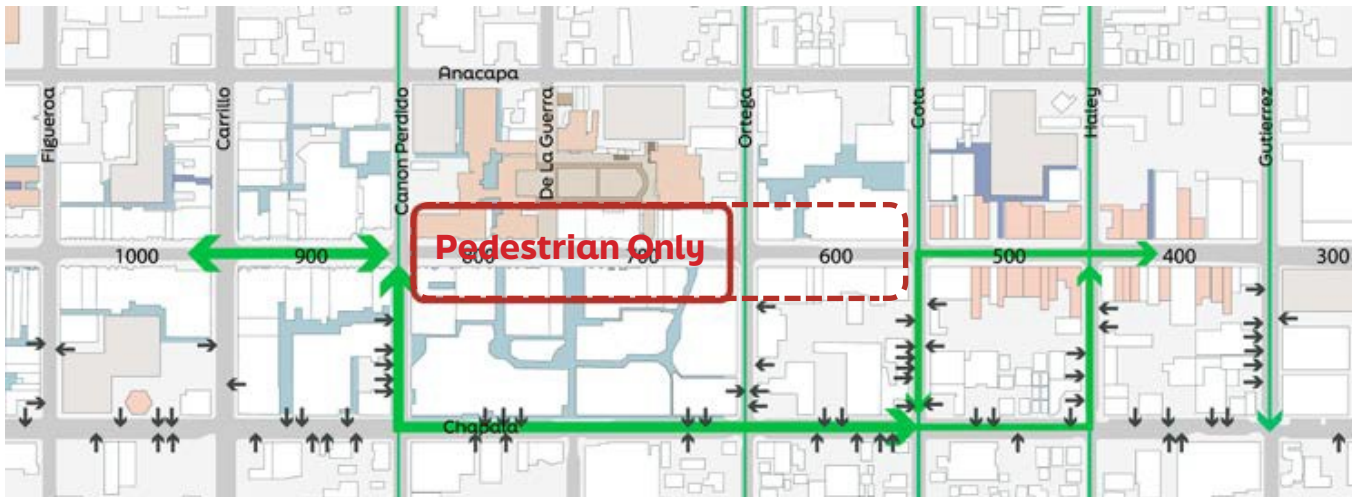 Anacapa
Figueroa
Carrillo
Canon Perdido
De La Guerra
Ortega
Cota
Haley
Gutierrez
Pedestrian Only
1000
900
800
700
600
500
400
300
Chapala